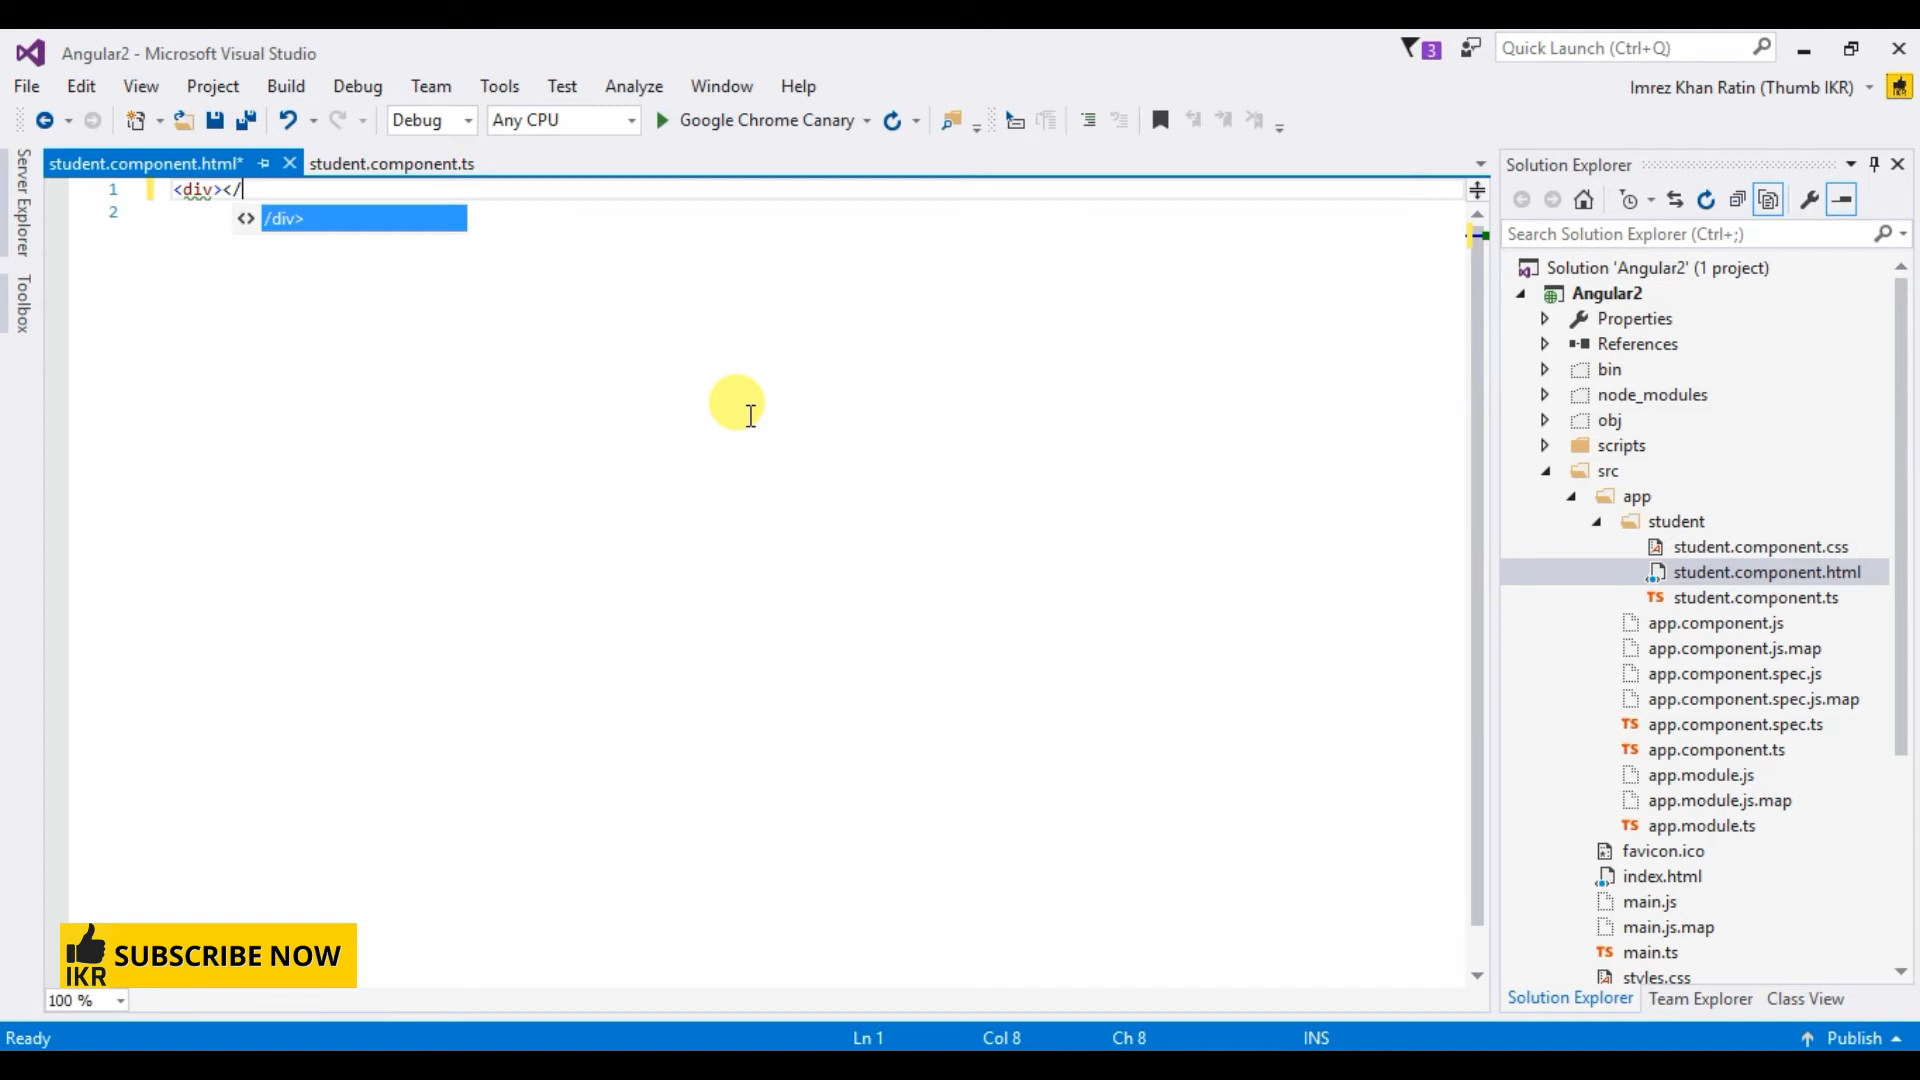 Angular2 - Microsoft Visual Studio
3
Quick Launch (Ctrl+Q)
File Edit View Project Build Debug Team Tools Test Analyze Window Help
Imrez Khan Ratin (Thumb IKR)
Debug Any CPU Google Chrome Canary
Server Explorer
Toolbox
student.component.html* student.component.ts
1 <div></
/div>
2
Solution Explorer
Search Solution Explorer (Ctrl+;)
Solution 'Angular2' (1 project)
Angular2
Properties
References
bin
node_modules
obj
scripts
src
app
student
student.component.css
student.component.html
TS student.component.ts
app.component.js
app.component.js.map
app.component.spec.js
app.component.spec.js.map
TS app.component.spec.ts
TS app.component.ts
app.module.js
app.module.js.map
TS app.module.ts
favicon.ico
index.html
main.js
main.js.map
TS main.ts
styles.css
IKR SUBSCRIBE NOW
100 %
Solution Explorer Team Explorer Class View
Ready Ln 1 Col 8 Ch 8 INS Publish